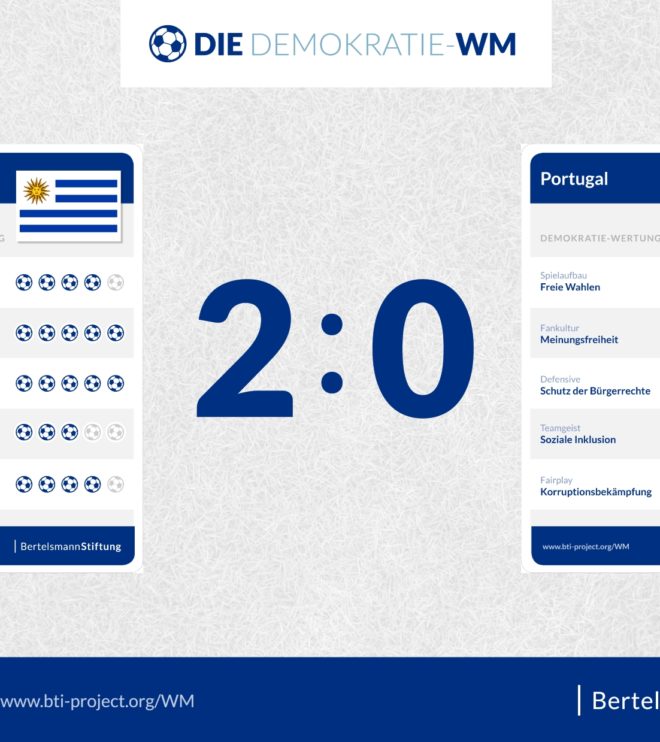 DIE DEMOKRATIE-WM
G
2:0
BertelsmannStiftung
Portugal
DEMOKRATIE-WERTUNG
Spielaufbau
Freie Wahlen
Fankultur
Meinungsfreiheit
Defensive
Schutz der Bürgerrechte
Teamgeist
Soziale Inklusion
Fairplay
Korruptionsbekämpfung
www.bti-project.org/WM
www.bti-project.org/WM
Bertel